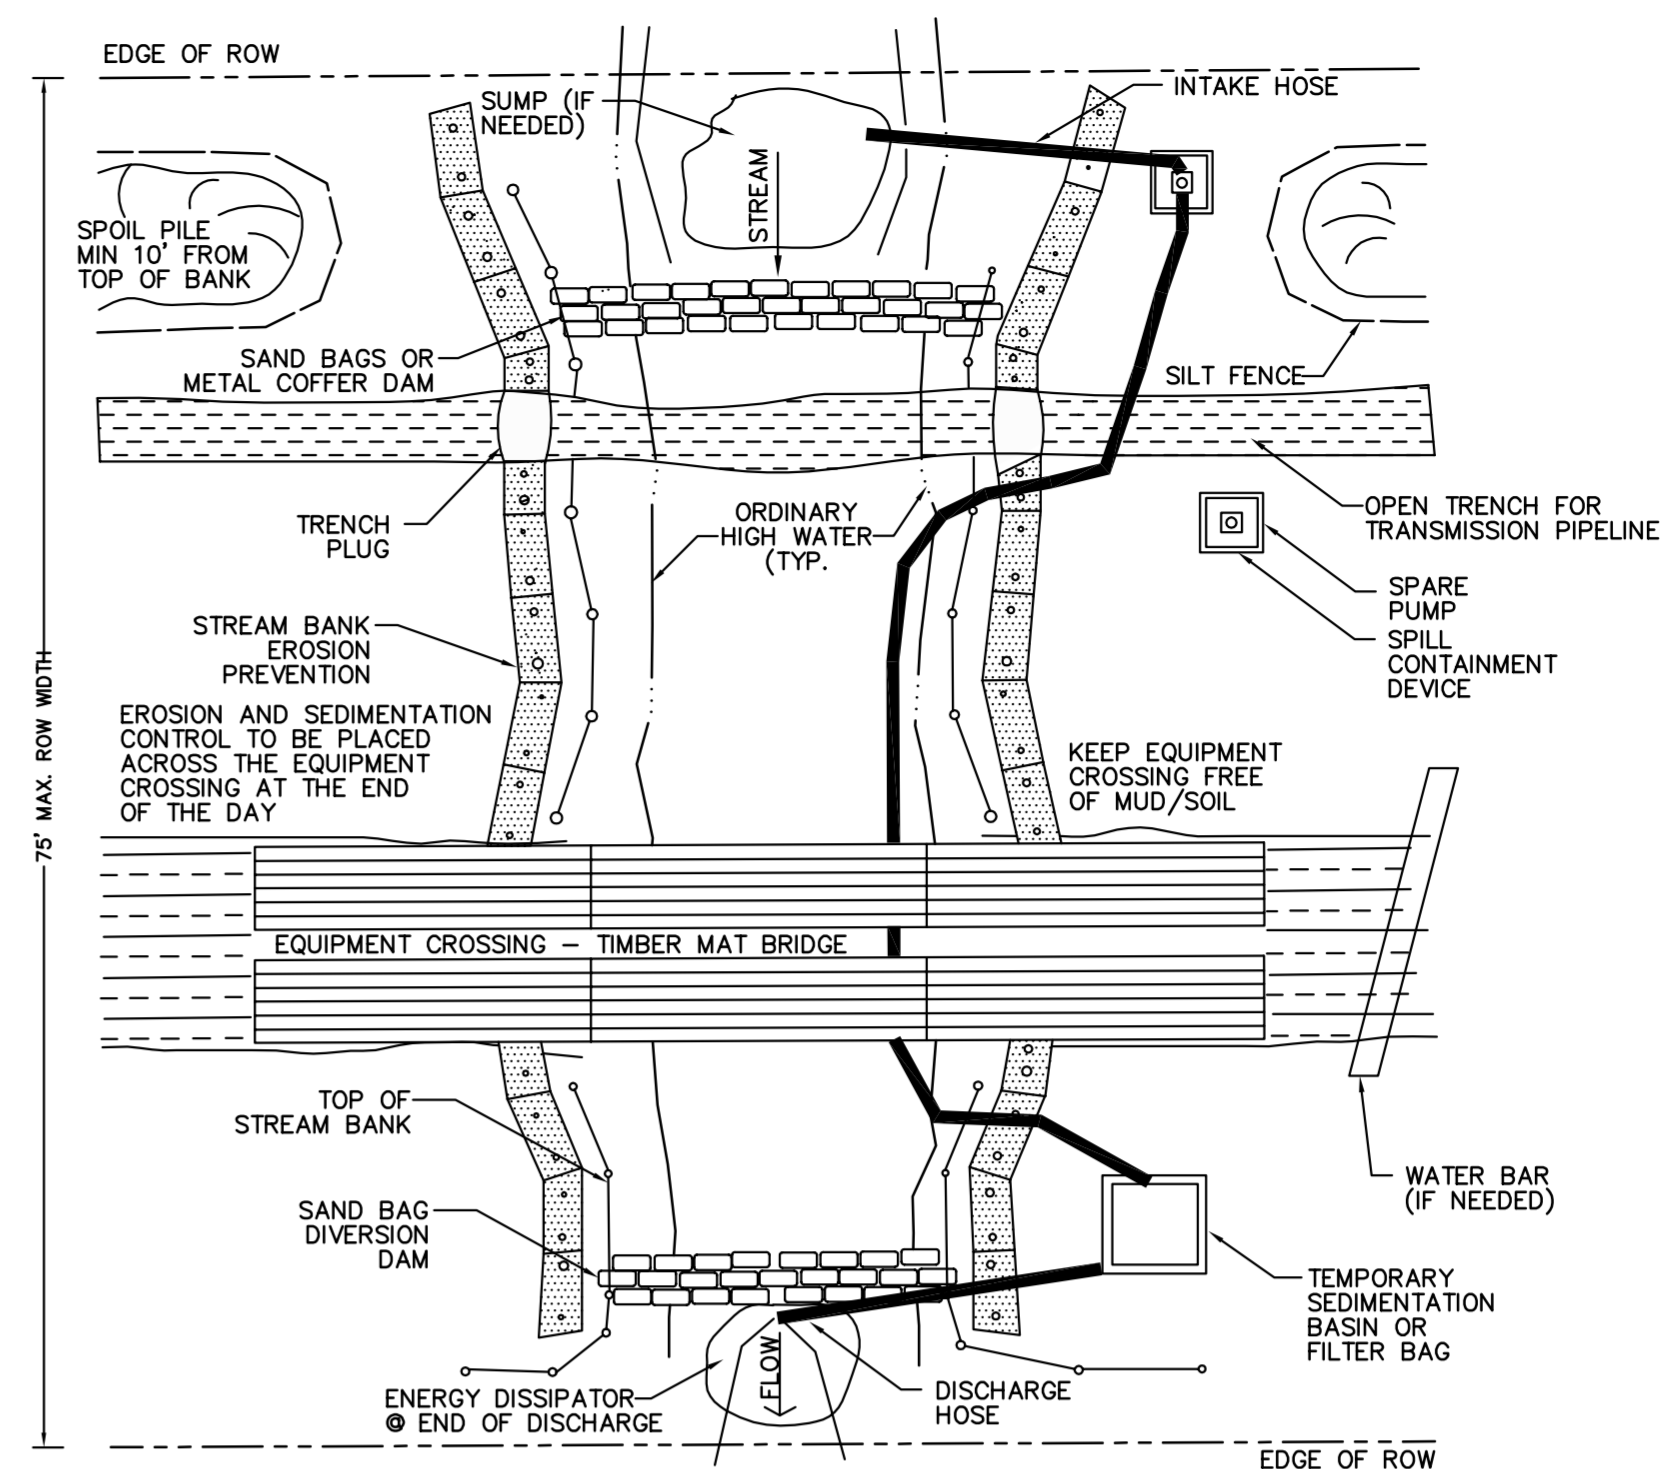 EDGE OF ROW
INTAKE HOSE
SUMP (IF
NEEDED)
STREAM
SPOIL PILE
MIN 10' FROM
TOP OF BANK
SAND BAGS OR
METAL COFFER DAM
SILT FENCE
TRENCH
PLUG
ORDINARY
HIGH WATER
(TYP.
OPEN TRENCH FOR
TRANSMISSION PIPELINE
SPARE
PUMP
SPILL
CONTAINMENT
DEVICE
STREAM BANK
EROSION
PREVENTION
75' MAX. ROW WIDTH
EROSION AND SEDIMENTATION
CONTROL TO BE PLACED
ACROSS THE EQUIPMENT
CROSSING AT THE END
OF THE DAY
KEEP EQUIPMENT
CROSSING FREE
OF MUD/SOIL
EQUIPMENT CROSSING - TIMBER MAT BRIDGE
TOP OF
STREAM BANK
WATER BAR
(IF NEEDED)
SAND BAG
DIVERSION
DAM
TEMPORARY
SEDIMENTATION
BASIN OR
FILTER BAG
FLOW
ENERGY DISSIPATOR
@ END OF DISCHARGE
DISCHARGE
HOSE
EDGE OF ROW